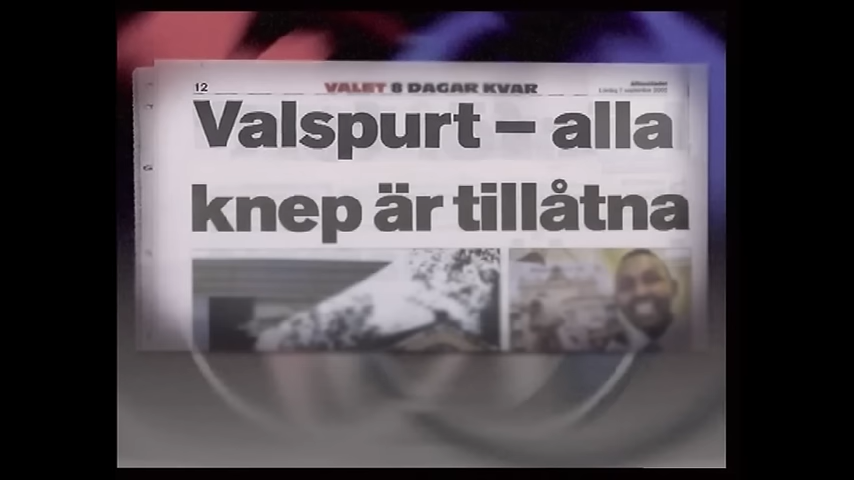 12
VALET 8 DAGAR KVAR
Valspurt – alla
knep är tillåtna